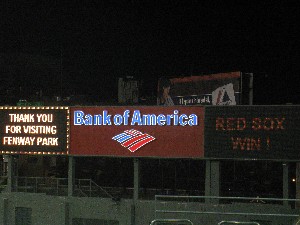 THANK YOU
FOR VISITING
FENWAY PARK
Bank of America
RED SOX
WIN !